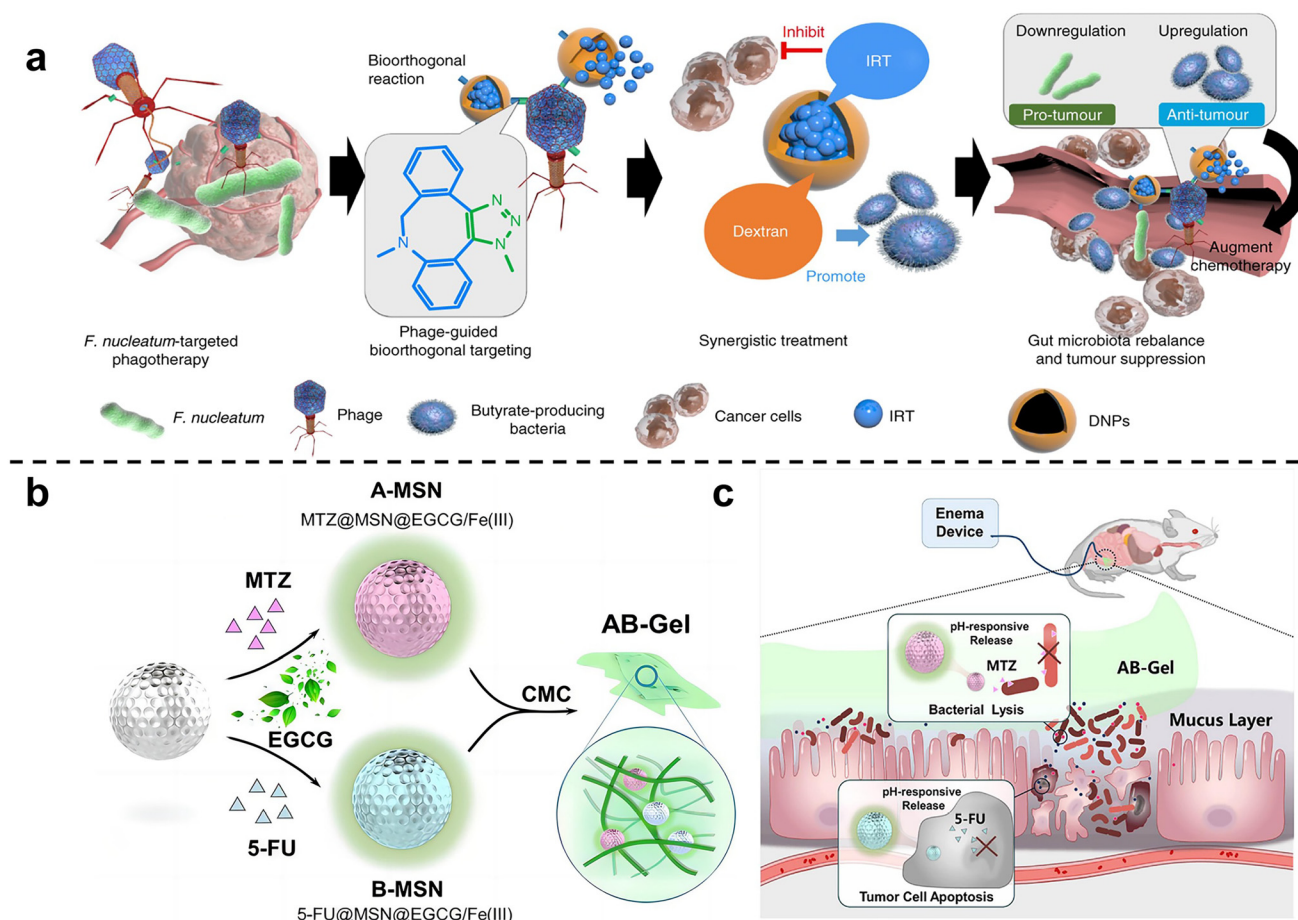 a
Bioorthogonal
reaction
N
N
N
N
F. nucleatum-targeted
phagotherapy
Phage-guided
bioorthogonal targeting
Inhibit
IRT
Dextran
Promote
Synergistic treatment
Downregulation
Upregulation
Pro-tumour
Anti-tumour
Augment
chemotherapy
Gut microbiota rebalance
and tumour suppression
F. nucleatum
Phage
Butyrate-producing
bacteria
Cancer cells
IRT
DNPs
b
A-MSN
MTZ@MSN@EGCG/Fe(III)
MTZ
EGCG
5-FU
B-MSN
5-FU@MSN@EGCG/Fe(III)
CMC
AB-Gel
c
Enema
Device
pH-responsive
Release
MTZ
Bacterial Lysis
AB-Gel
Mucus Layer
pH-responsive
Release
5-FU
Tumor Cell Apoptosis